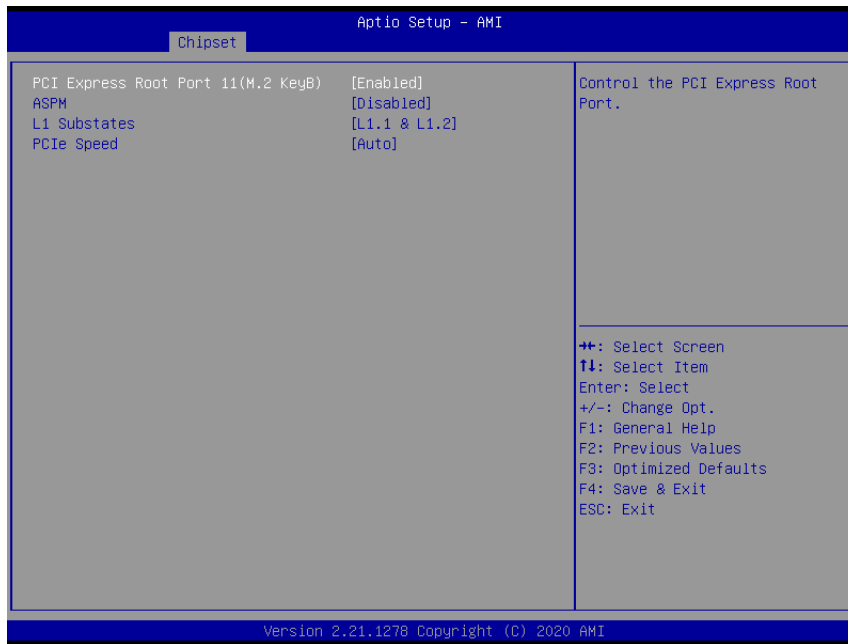 Aptio Setup – AMI
Chipset
PCI Express Root Port 11(M.2 KeyB) [Enabled]
ASPM [Disabled]
L1 Substates [L1.1 & L1.2]
PCIe Speed [Auto]
Control the PCI Express Root
Port.
→←: Select Screen
↑↓: Select Item
Enter: Select
+/-: Change Opt.
F1: General Help
F2: Previous Values
F3: Optimized Defaults
F4: Save & Exit
ESC: Exit
Version 2.21.1278 Copyright (C) 2020 AMI